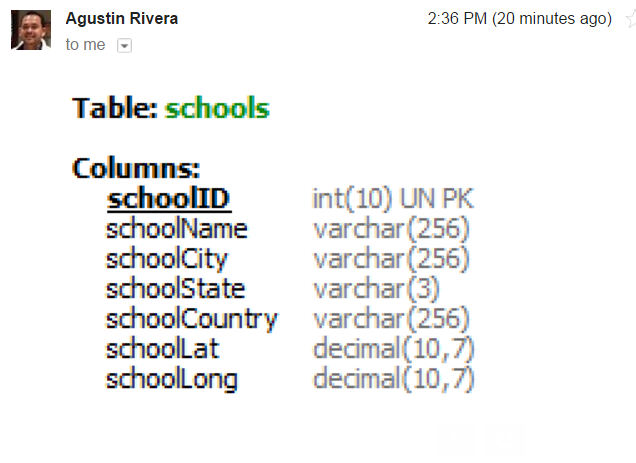 Agustin Rivera 2:36 PM (20 minutes ago)
to me
Table: schools
Columns:
schoolID int(10) UN PK
schoolName varchar(256)
schoolCity varchar(256)
schoolState varchar(3)
schoolCountry varchar(256)
schoolLat decimal(10,7)
schoolLong decimal(10,7)